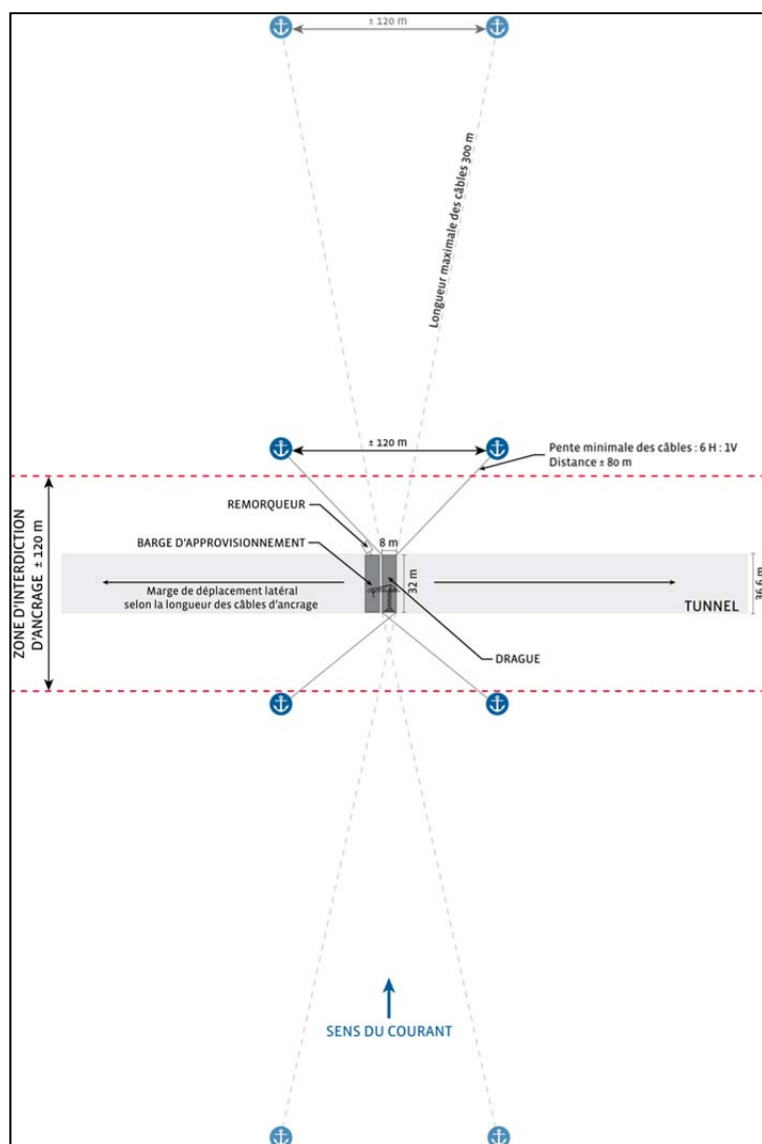 ± 120 m
Longueur maximale des câbles 300 m
± 120 m
Pente minimale des câbles : 6 H : 1V
Distance ± 80 m
ZONE D'INTERDICTION
D'ANCRAGE ± 120 m
REMORQUEUR
BARGE D'APPROVISIONNEMENT
8 m
32 m
36,6 m
Marge de déplacement latéral
selon la longueur des câbles d'ancrage
TUNNEL
DRAGUE
SENS DU COURANT